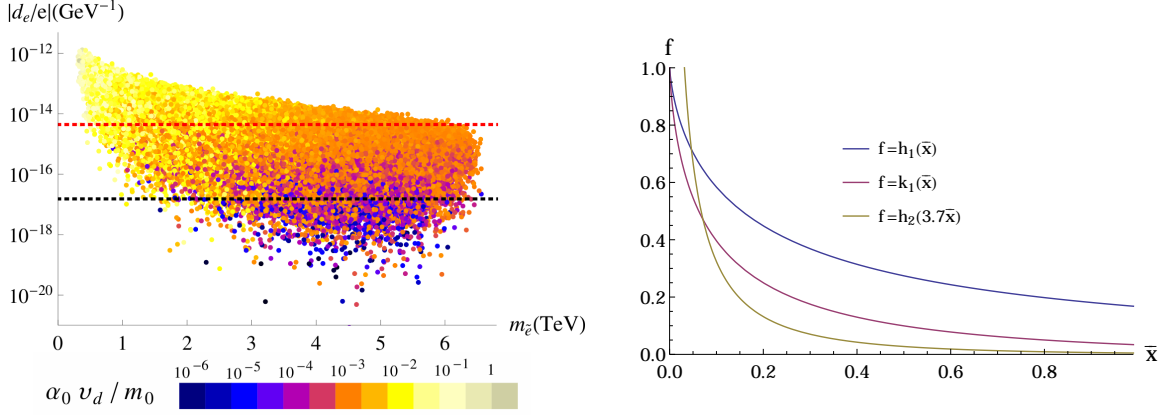 |d_e/e|(GeV⁻¹)
10⁻¹²
10⁻¹⁴
10⁻¹⁶
10⁻¹⁸
10⁻²⁰
0 1 2 3 4 5 6
m_ẽ(TeV)
10⁻⁶ 10⁻⁵ 10⁻⁴ 10⁻³ 10⁻² 10⁻¹ 1
α₀ υ_d / m₀
f
1.0
0.8
0.6
0.4
0.2
0.0
0.0 0.2 0.4 0.6 0.8
x̄
f=h₁(x̄)
f=k₁(x̄)
f=h₂(3.7x̄)